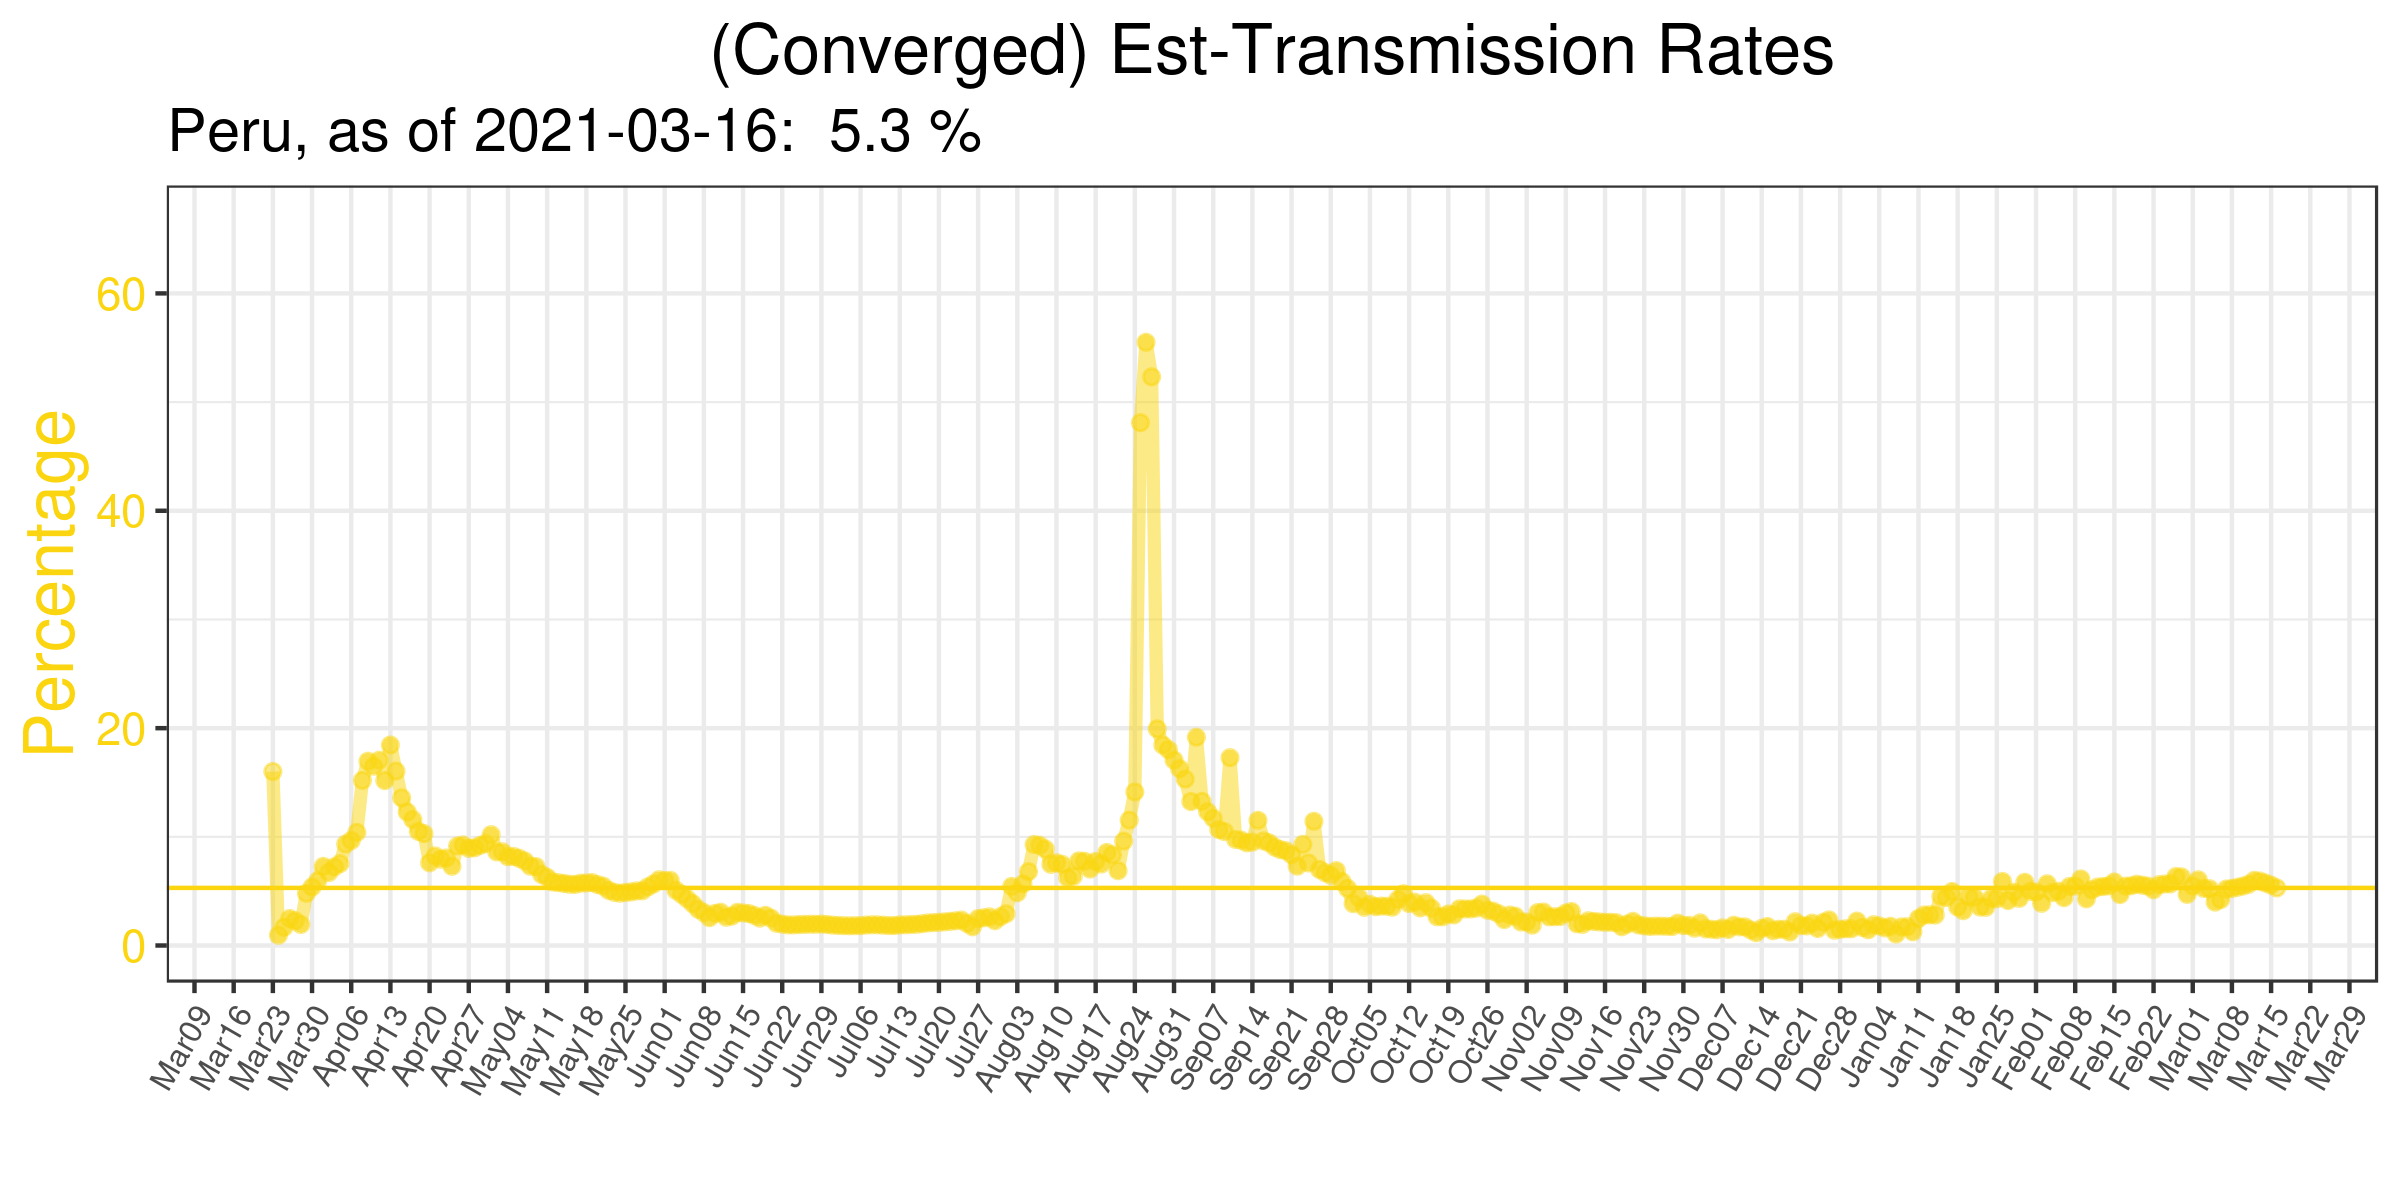 (Converged) Est-Transmission Rates
Peru, as of 2021-03-16:  5.3 %
Percentage
60
40
20
0
Mar09 Mar16 Mar23 Mar30 Apr06 Apr13 Apr20 Apr27 May04 May11 May18 May25 Jun01 Jun08 Jun15 Jun22 Jun29 Jul06 Jul13 Jul20 Jul27 Aug03 Aug10 Aug17 Aug24 Aug31 Sep07 Sep14 Sep21 Sep28 Oct05 Oct12 Oct19 Oct26 Nov02 Nov09 Nov16 Nov23 Nov30 Dec07 Dec14 Dec21 Dec28 Jan04 Jan11 Jan18 Jan25 Feb01 Feb08 Feb15 Feb22 Mar01 Mar08 Mar15 Mar22 Mar29